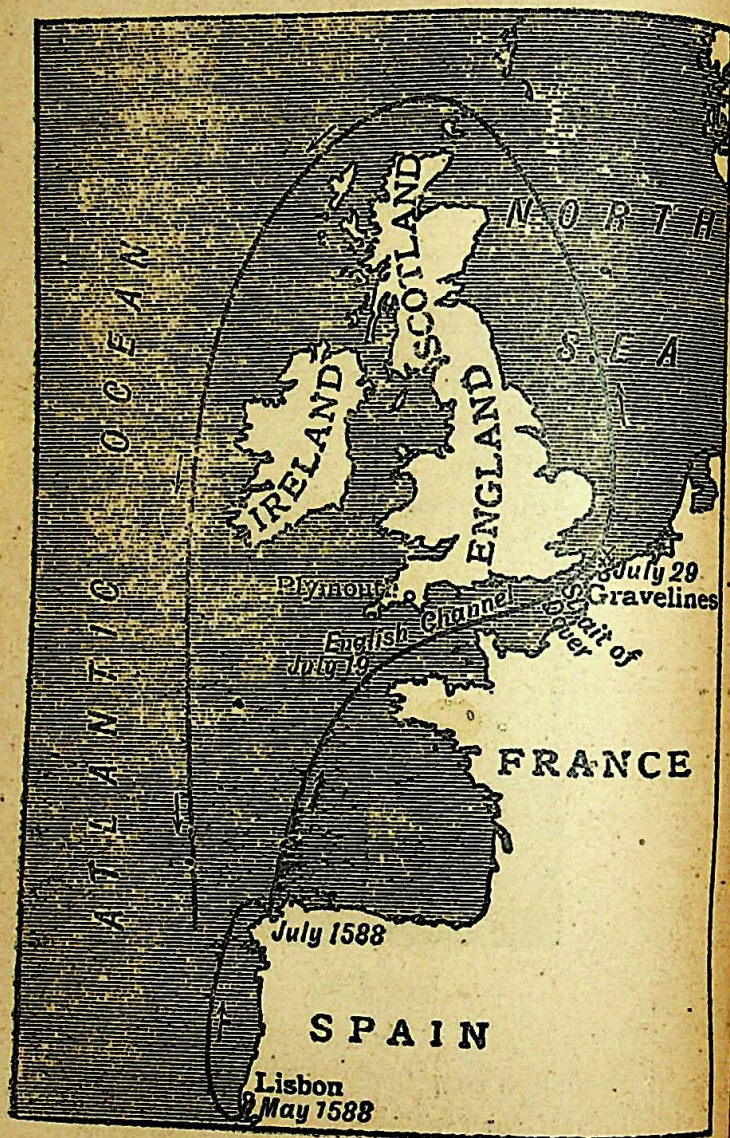 NORTH
SEA
ATLANTIC OCEAN
SCOTLAND
IRELAND
ENGLAND
Plymouth
English Channel
July 19
July 29
Gravelines
Strait of
Dover
FRANCE
July 1588
SPAIN
Lisbon
May 1588